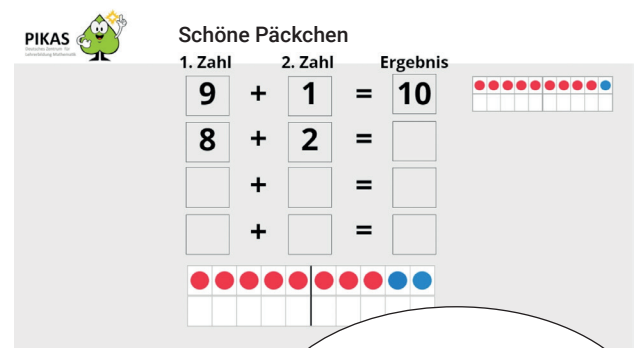 PIKAS
Deutsches Zentrum für
Lehrerbildung Mathematik
Schöne Päckchen
1. Zahl 2. Zahl Ergebnis
9 + 1 = 10
8 + 2 =
+ =
+ =